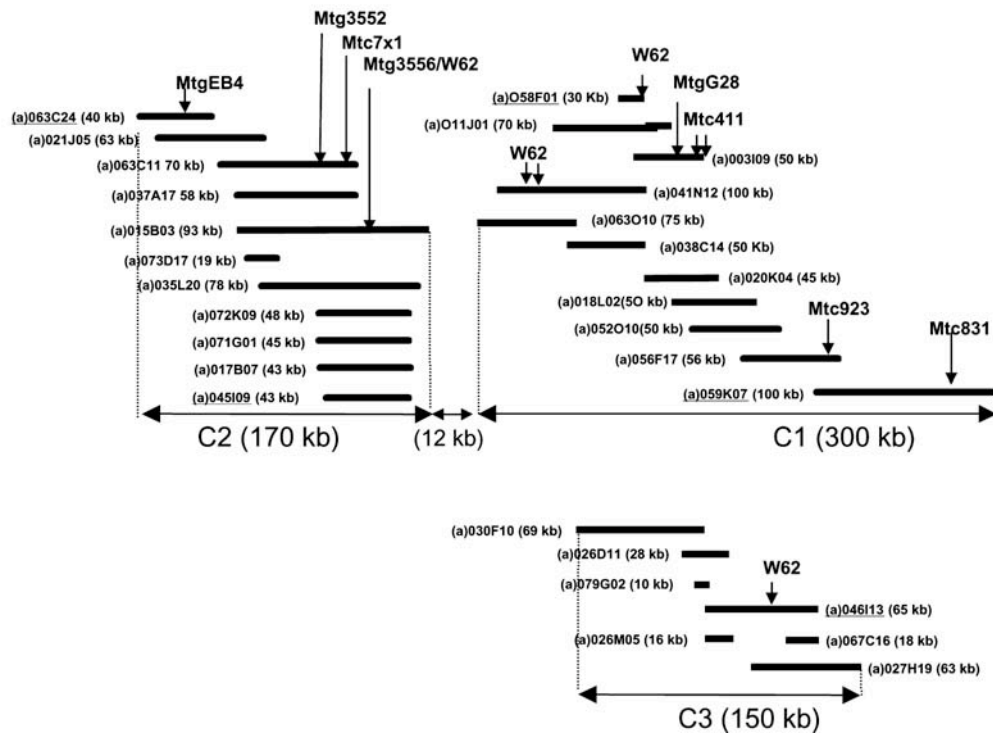 Mtg3552
Mtc7x1
Mtg3556/W62
MtgEB4
(a)063C24 (40 kb)
(a)021J05 (63 kb)
(a)063C11 70 kb)
(a)037A17 58 kb)
(a)015B03 (93 kb)
(a)073D17 (19 kb)
(a)035L20 (78 kb)
(a)072K09 (48 kb)
(a)071G01 (45 kb)
(a)017B07 (43 kb)
(a)045I09 (43 kb)
C2 (170 kb)
(12 kb)
W62
MtgG28
(a)O58F01 (30 Kb)
Mtc411
(a)O11J01 (70 kb)
W62
(a)003I09 (50 kb)
(a)041N12 (100 kb)
(a)063O10 (75 kb)
(a)038C14 (50 Kb)
(a)020K04 (45 kb)
(a)018L02(5O kb)
Mtc923
(a)052O10(50 kb)
Mtc831
(a)056F17 (56 kb)
(a)059K07 (100 kb)
C1 (300 kb)
(a)030F10 (69 kb)
(a)026D11 (28 kb)
W62
(a)079G02 (10 kb)
(a)046I13 (65 kb)
(a)026M05 (16 kb)
(a)067C16 (18 kb)
(a)027H19 (63 kb)
C3 (150 kb)